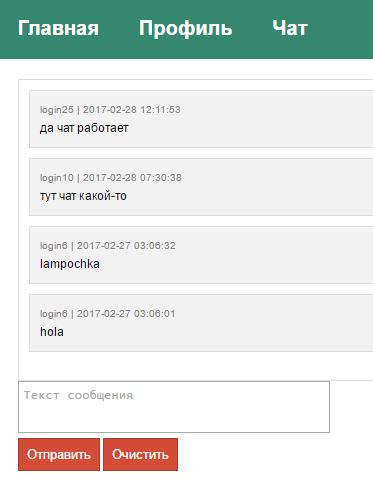 Главная Профиль Чат
login25 | 2017-02-28 12:11:53
да чат работает
login10 | 2017-02-28 07:30:38
тут чат какой-то
login6 | 2017-02-27 03:06:32
lampochka
login6 | 2017-02-27 03:06:01
hola
Текст сообщения
Отправить Очистить